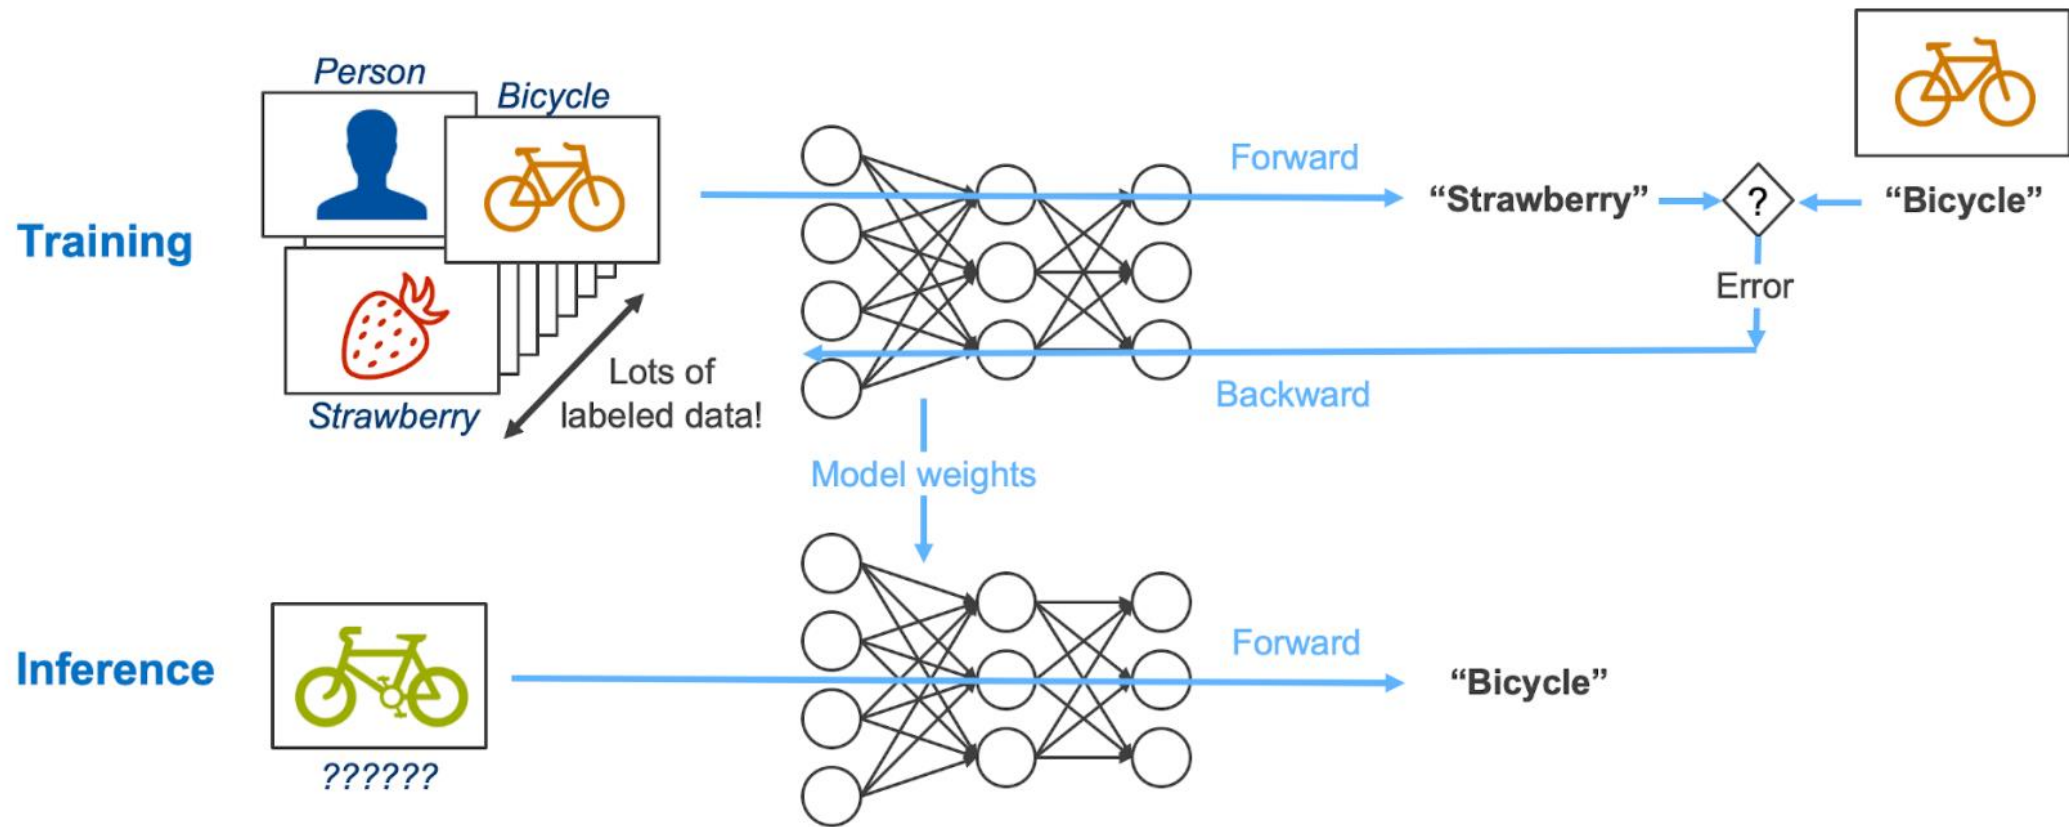 Person
Bicycle
Training
Strawberry
Lots of
labeled data!
Forward
"Strawberry"
?
"Bicycle"
Error
Backward
Model weights
Inference
??????
Forward
"Bicycle"